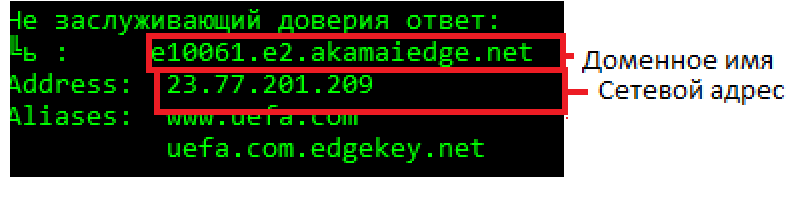 Не заслуживающий доверия ответ:
╚ь : e10061.e2.akamaiedge.net
Доменное имя
Address: 23.77.201.209
Сетевой адрес
Aliases: www.uefa.com
uefa.com.edgekey.net